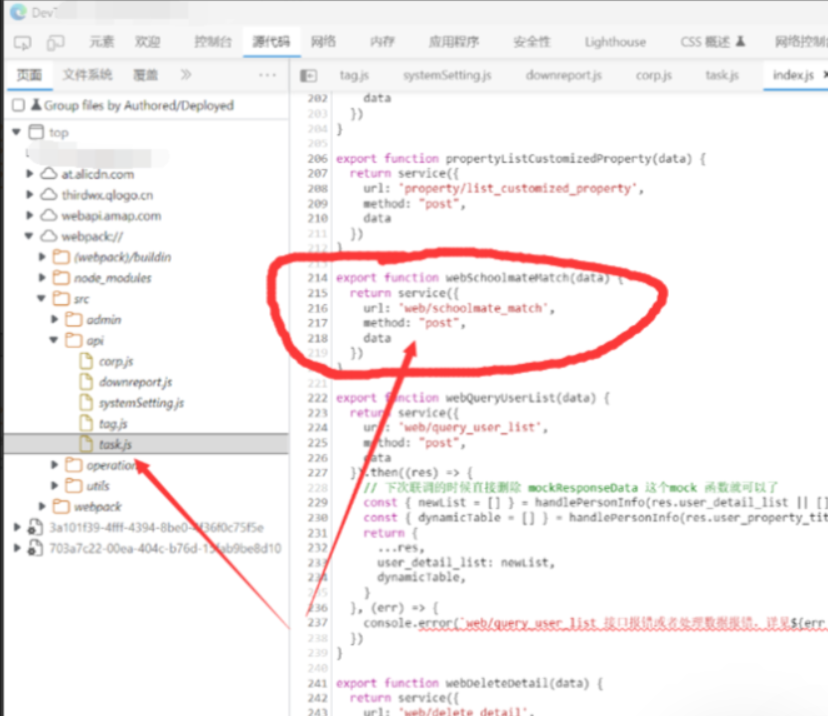 DevT
元素 欢迎 控制台 源代码 网络 内存 应用程序 安全性 Lighthouse CSS 概述 网络控制台
页面 文件系统 覆盖 » ··· tag.js systemSetting.js downreport.js corp.js task.js index.js ×
Group files by Authored/Deployed
top
at.alicdn.com
thirdwx.qlogo.cn
webapi.amap.com
webpack://
(webpack)/buildin
node_modules
src
admin
api
corp.js
downreport.js
systemSetting.js
tag.js
task.js
operation
utils
webpack
3a101f39-4fff-4394-8be0-4f36f0c75f5e
703a7c22-00ea-404c-b76d-15fab9be8d10
202 data
203 })
204 }
205
206 export function propertyListCustomizedProperty(data) {
207 return service({
208 url: 'property/list_customized_property',
209 method: "post",
210 data
211 })
212 }
213
214 export function webSchoolmateMatch(data) {
215 return service({
216 url: 'web/schoolmate_match',
217 method: "post",
218 data
219 })
}
221
222 export function webQueryUserList(data) {
223 return service({
224 url: 'web/query_user_list',
225 method: "post",
226 data
227 }).then((res) => {
228 // 下次联调的时候直接删除 mockResponseData 这个mock 函数就可以了
229 const { newList = [] } = handlePersonInfo(res.user_detail_list || []
230 const { dynamicTable = [] } = handlePersonInfo(res.user_property_tit
231 return {
232 ...res,
233 user_detail_list: newList,
234 dynamicTable,
235 }
236 }, (err) => {
237 console.error(`web/query_user_list 接口报错或者处理数据报错. 详见${err
238 })
239 }
240
241 export function webDeleteDetail(data) {
242 return service({
243 url: 'web/delete_detail',